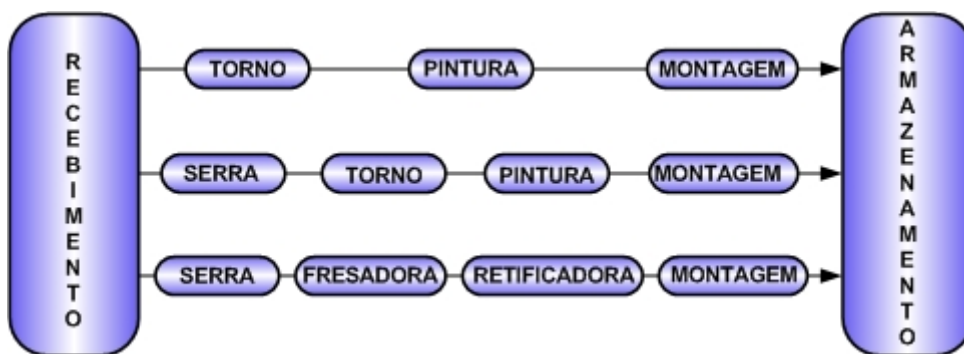 RECEBIMENTO
TORNO PINTURA MONTAGEM
SERRA TORNO PINTURA MONTAGEM
SERRA FRESADORA RETIFICADORA MONTAGEM
ARMAZENAMENTO